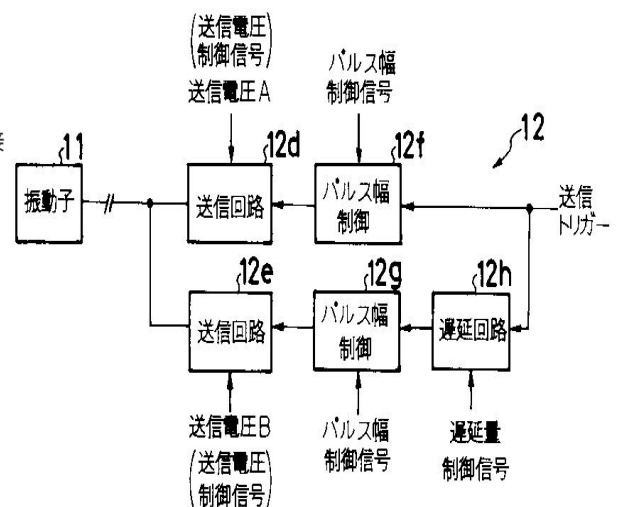 (送信電圧
制御信号)
送信電圧A
パルス幅
制御信号
12
11
12d
12f
振動子
送信回路
パルス幅
制御
送信
トリガー
12e
12g
12h
送信回路
パルス幅
制御
遅延回路
送信電圧B
(送信電圧
制御信号)
パルス幅
制御信号
遅延量
制御信号